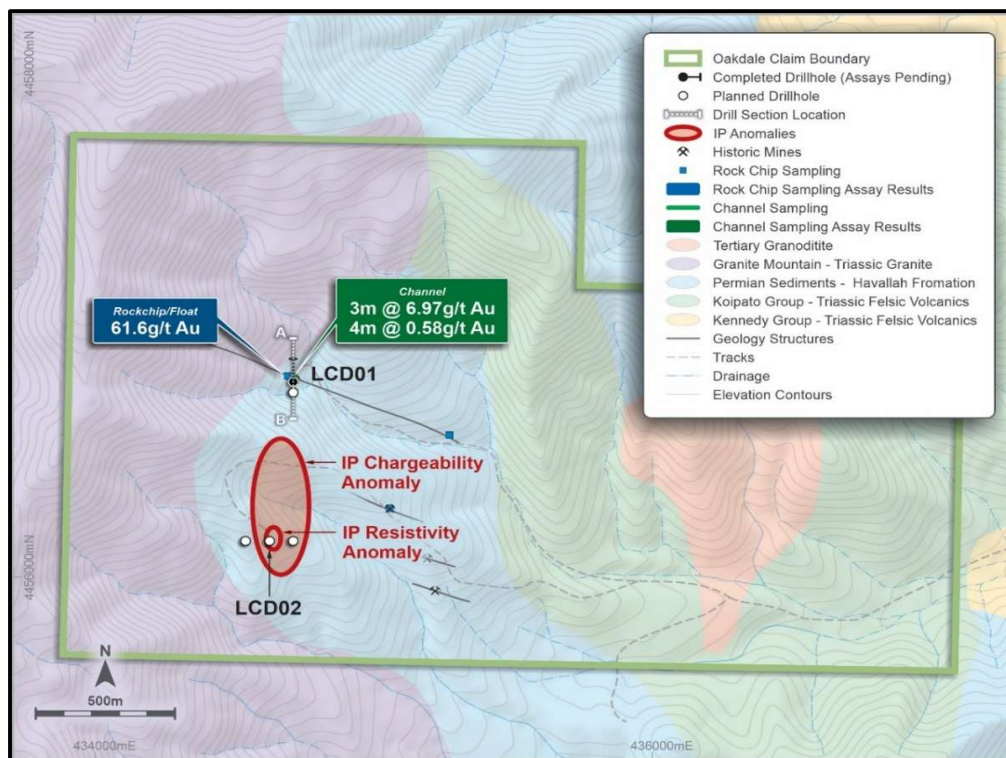 4458000mN
Oakdale Claim Boundary
Completed Drillhole (Assays Pending)
Planned Drillhole
Drill Section Location
IP Anomalies
Historic Mines
Rock Chip Sampling
Rock Chip Sampling Assay Results
Channel Sampling
Channel Sampling Assay Results
Tertiary Granoditite
Granite Mountain - Triassic Granite
Permian Sediments - Havallah Fromation
Koipato Group - Triassic Felsic Volcanics
Kennedy Group - Triassic Felsic Volcanics
Geology Structures
Tracks
Drainage
Elevation Contours
Rockchip/Float
61.6g/t Au
Channel
3m @ 6.97g/t Au
4m @ 0.58g/t Au
A
LCD01
B
IP Chargeability
Anomaly
IP Resistivity
Anomaly
LCD02
4456000mN
N
500m
434000mE
436000mE